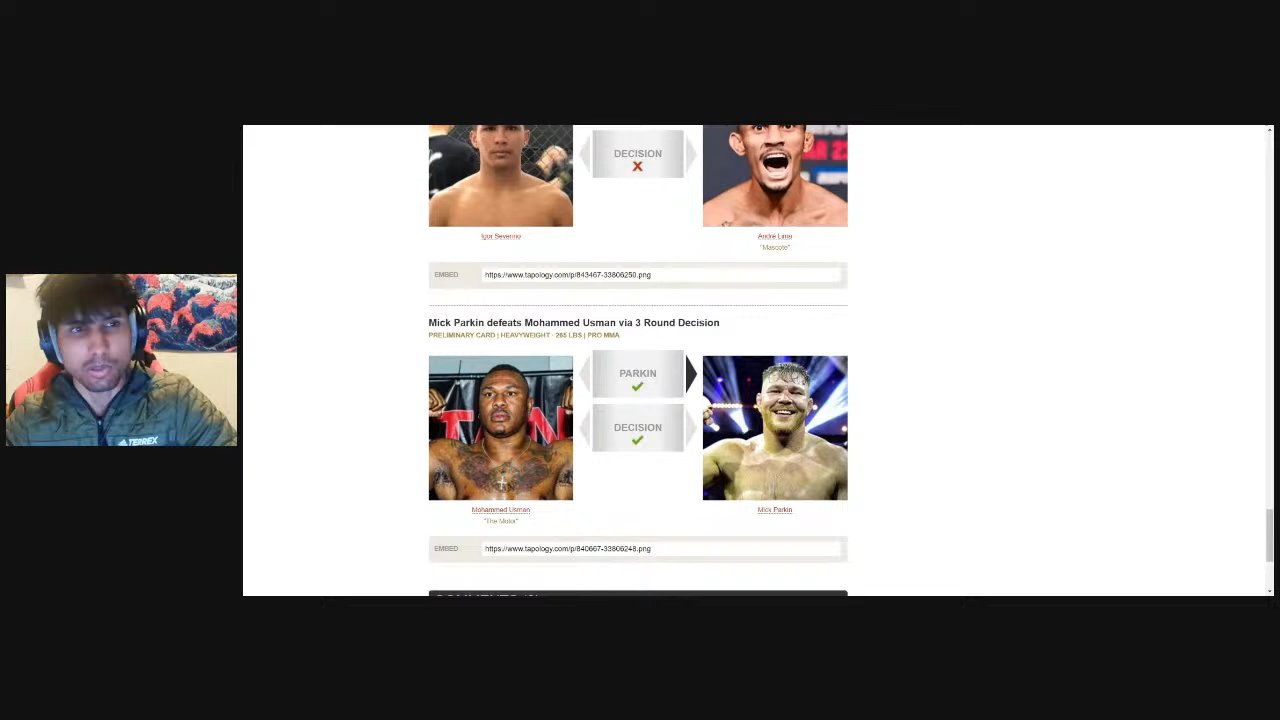 DECISION
Igor Severino
André Lima
"Mascote"
EMBED
https://www.tapology.com/p/843467-33806250.png
Mick Parkin defeats Mohammed Usman via 3 Round Decision
PRELIMINARY CARD | HEAVYWEIGHT · 265 LBS | PRO MMA
PARKIN
DECISION
Mohammed Usman
"The Motor"
Mick Parkin
EMBED
https://www.tapology.com/p/840667-33806248.png
TERREX